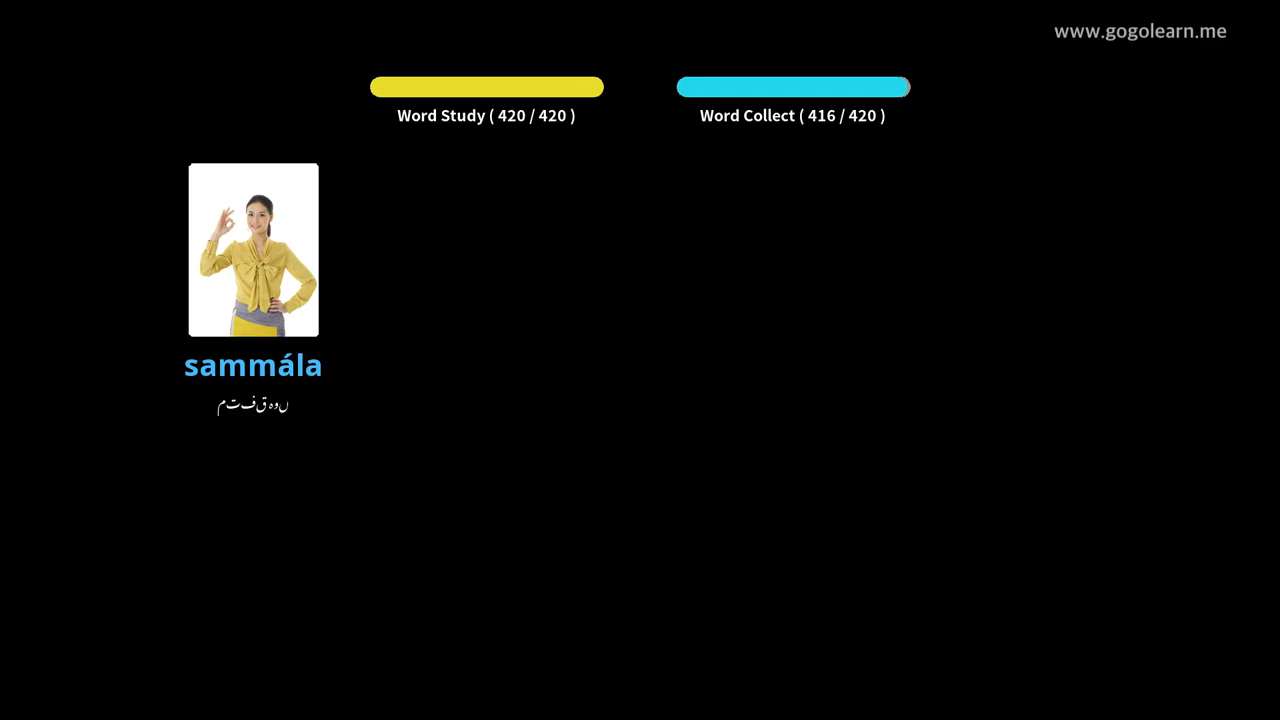 www.gogolearn.me
Word Study ( 420 / 420 )
Word Collect ( 416 / 420 )
sammála
متفق ہوں